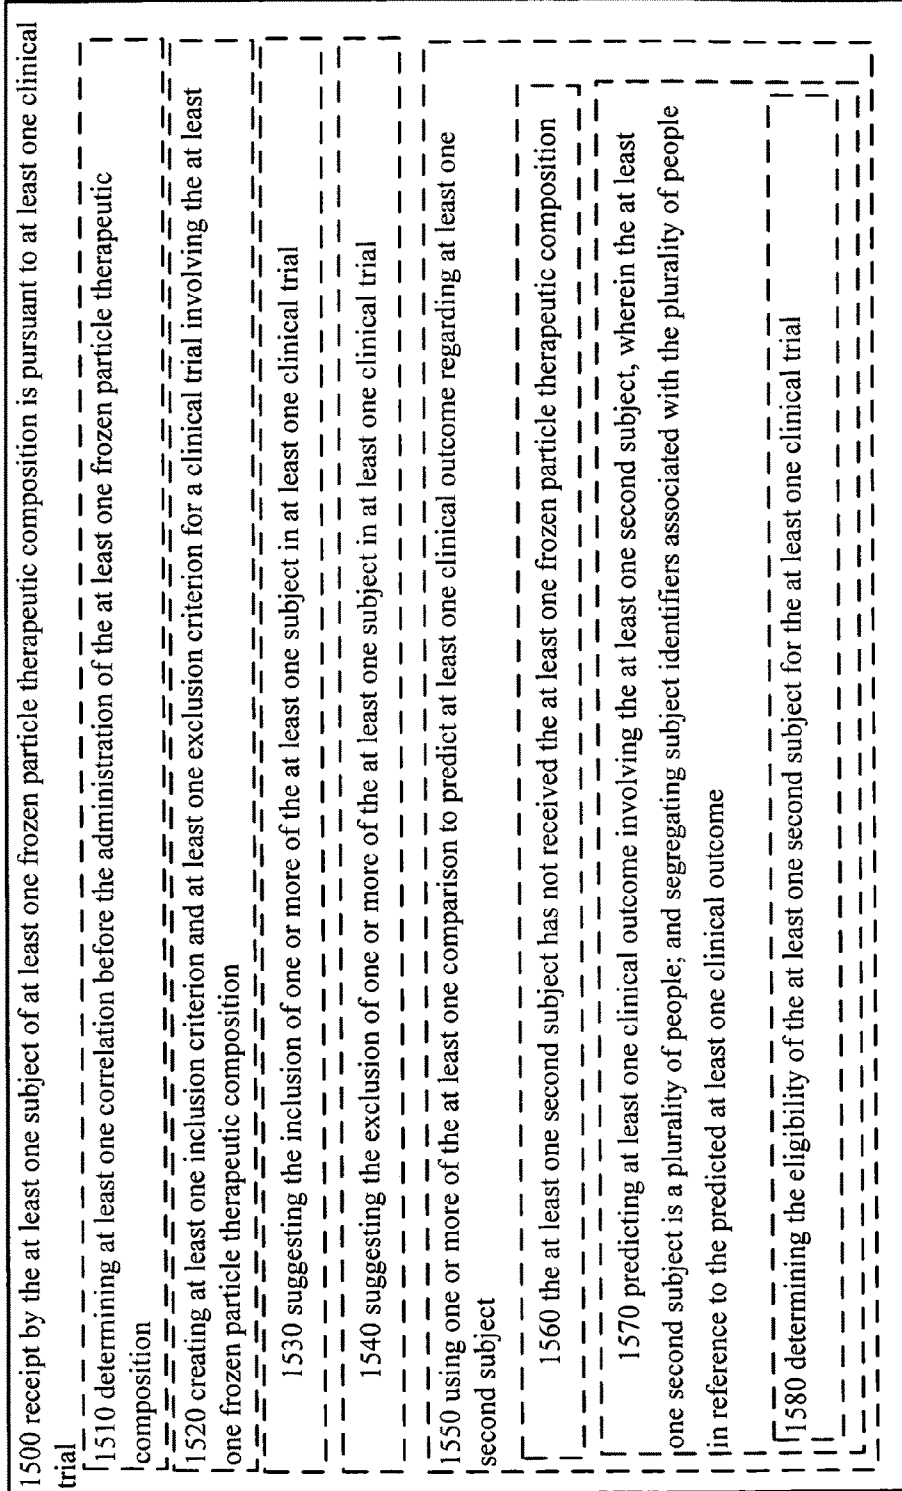 1500 receipt by the at least one subject of at least one frozen particle therapeutic composition is pursuant to at least one clinical
trial
1510 determining at least one correlation before the administration of the at least one frozen particle therapeutic
composition
1520 creating at least one inclusion criterion and at least one exclusion criterion for a clinical trial involving the at least
one frozen particle therapeutic composition
1530 suggesting the inclusion of one or more of the at least one subject in at least one clinical trial
1540 suggesting the exclusion of one or more of the at least one subject in at least one clinical trial
1550 using one or more of the at least one comparison to predict at least one clinical outcome regarding at least one
second subject
1560 the at least one second subject has not received the at least one frozen particle therapeutic composition
1570 predicting at least one clinical outcome involving the at least one second subject, wherein the at least
one second subject is a plurality of people; and segregating subject identifiers associated with the plurality of people
in reference to the predicted at least one clinical outcome
1580 determining the eligibility of the at least one second subject for the at least one clinical trial